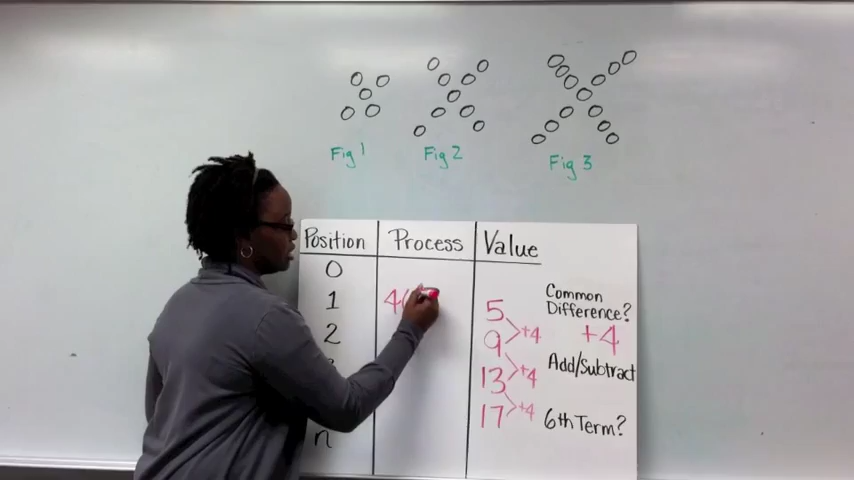 Fig 1 Fig 2 Fig 3
Position Process Value
0
1 4( 5
2 9
13
17
n
+4
+4
+4
Common
Difference?
+4
Add/Subtract
6th Term?